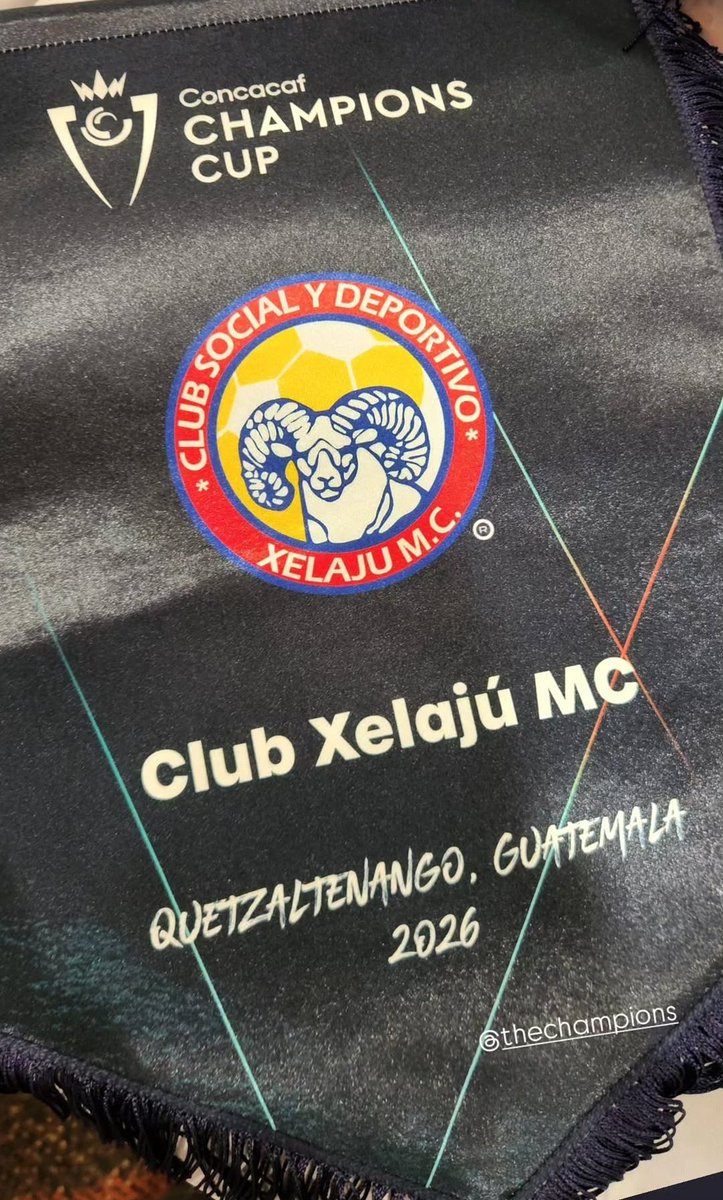 Concacaf
CHAMPIONS
CUP
* CLUB SOCIAL Y DEPORTIVO *
XELAJU M.C.
®
Club Xelajú MC
QUETZALTENANGO, GUATEMALA
2026
@thechampions